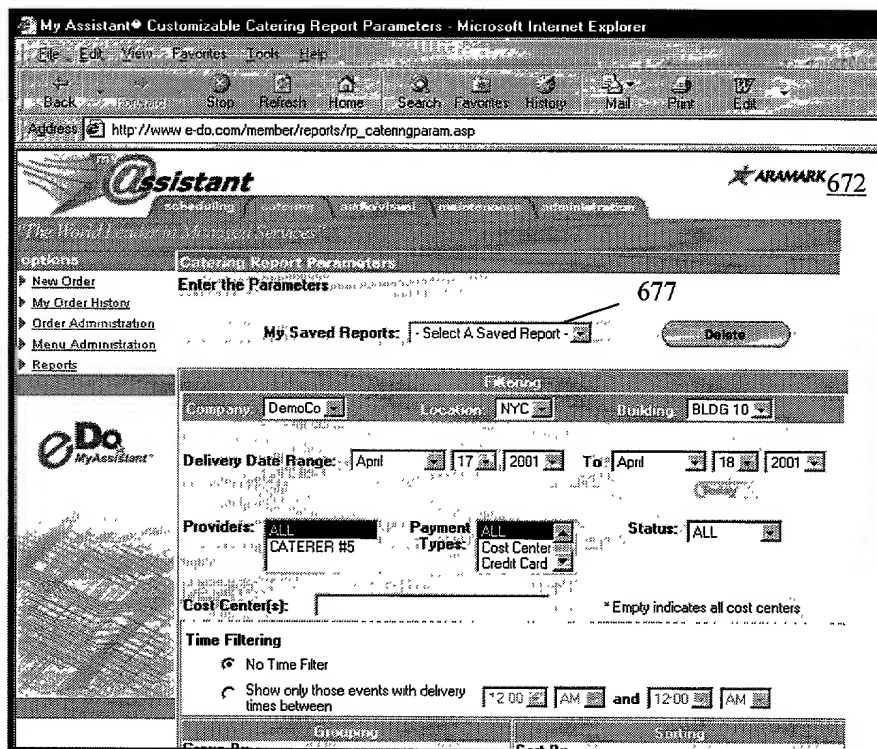 My Assistant� Customizable Catering Report Parameters - Microsoft Internet Explorer
File Edit View Favorites Tools Help
Back Forward Stop Refresh Home Search Favorites History Mail Print Edit
Address http://www e-do.com/member/reports/rp_cateringparam.asp
my @ssistant ARAMARK 672
scheduling catering audiovisual maintenance administration
"The World Leader in Managed Services"
options Catering Report Parameters
New Order Enter the Parameters 677
My Order History
Order Administration My Saved Reports: - Select A Saved Report - Delete
Menu Administration
Reports
Filtering
Company: DemoCo Location: NYC Building: BLDG 10
eDo
MyAssistant
Delivery Date Range: April 17 2001 To April 18 2001
Today
Providers: ALL Payment Types: ALL Status: ALL
CATERER #5 Cost Center
Credit Card
Cost Center(s): * Empty indicates all cost centers
Time Filtering
No Time Filter
Show only those events with delivery times between 12 00 AM and 12:00 AM
Grouping Sorting
Group By Sort By